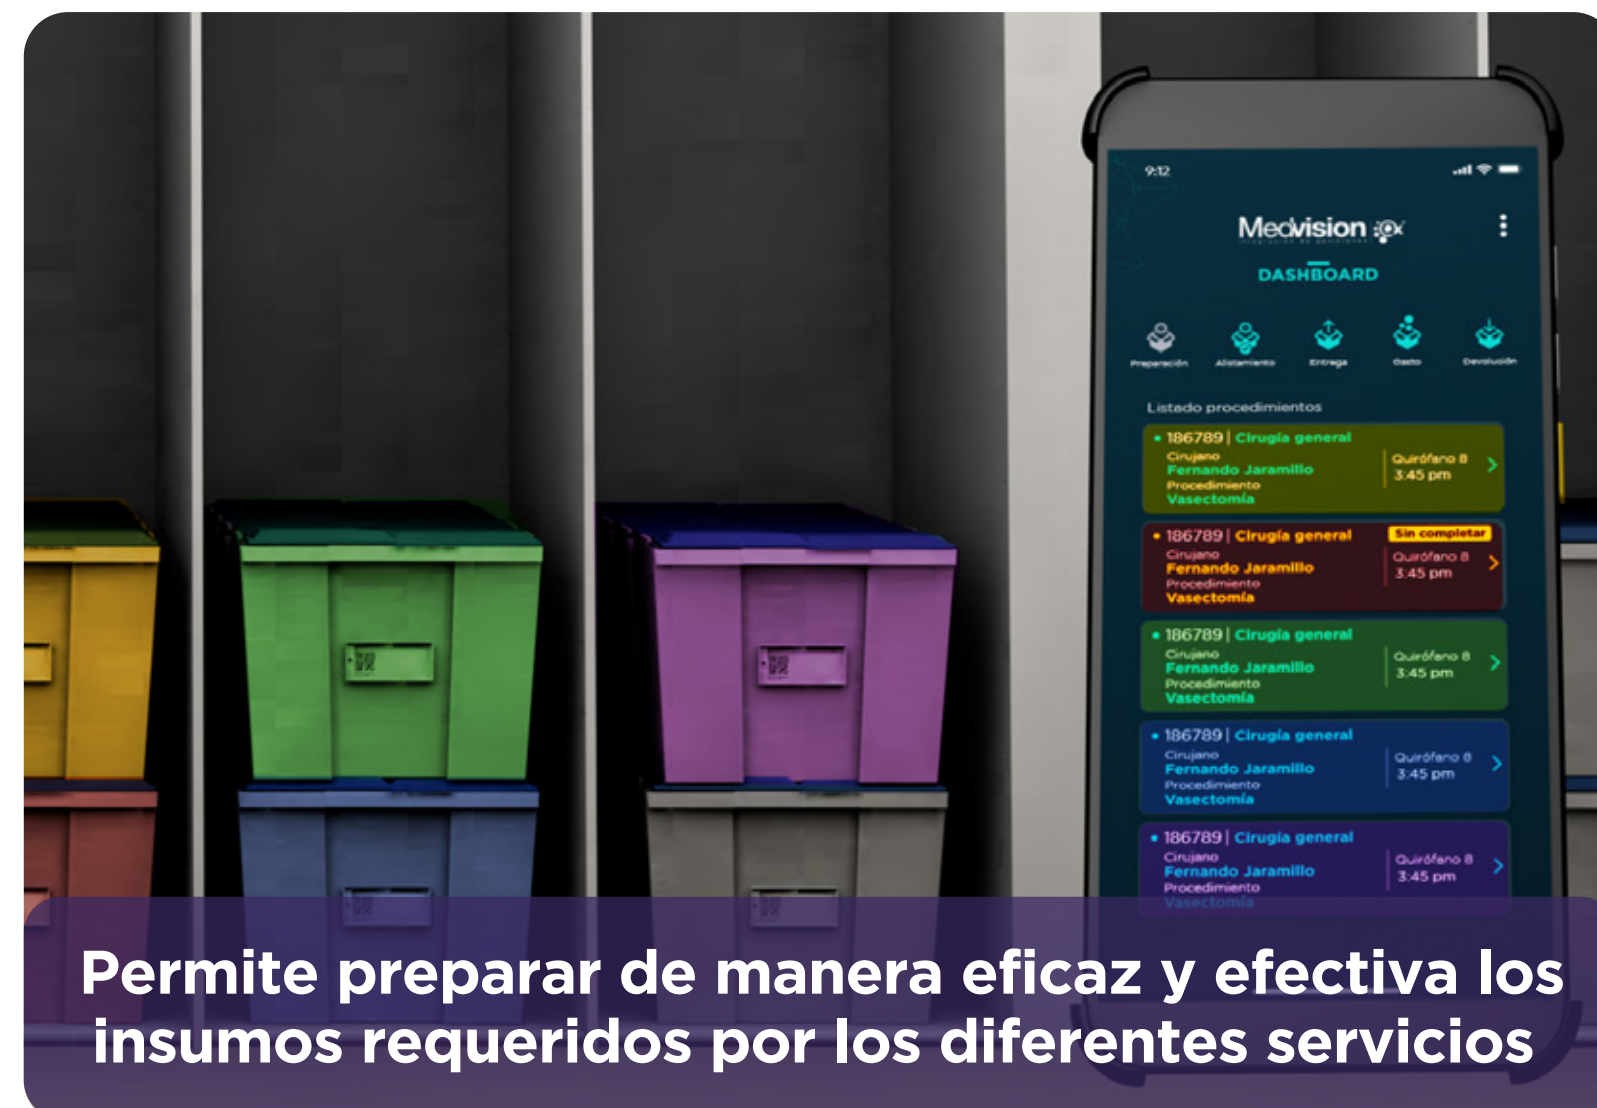 9:12
Medvision
DASHBOARD
Preparación
Alistamiento
Entrega
Gasto
Devolución
Listado procedimientos
186789 | Cirugía general
Cirujano
Fernando Jaramillo
Procedimiento
Vasectomía
Quirófano 8
3:45 pm
186789 | Cirugía general
Sin completar
Cirujano
Fernando Jaramillo
Procedimiento
Vasectomía
Quirófano 8
3:45 pm
186789 | Cirugía general
Cirujano
Fernando Jaramillo
Procedimiento
Vasectomía
Quirófano 8
3:45 pm
186789 | Cirugía general
Cirujano
Fernando Jaramillo
Procedimiento
Vasectomía
Quirófano 8
3:45 pm
186789 | Cirugía general
Cirujano
Fernando Jaramillo
Procedimiento
Vasectomía
Quirófano 8
3:45 pm
Permite preparar de manera eficaz y efectiva los
insumos requeridos por los diferentes servicios